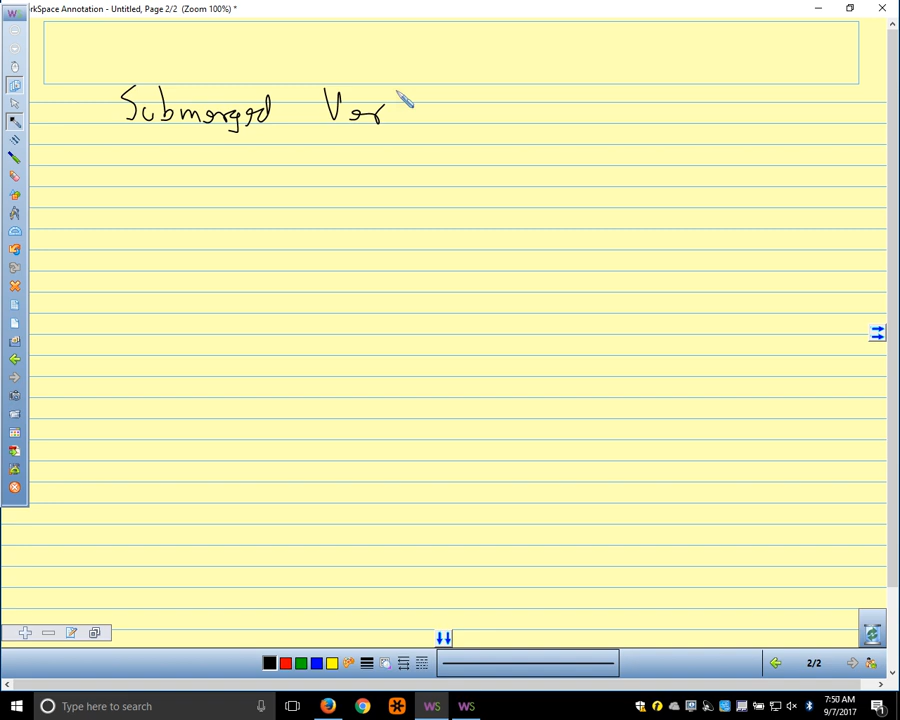 WorkSpace Annotation - Untitled, Page 2/2 (Zoom 100%) *
Submerged Ver
2/2
Type here to search
7:50 AM
9/7/2017